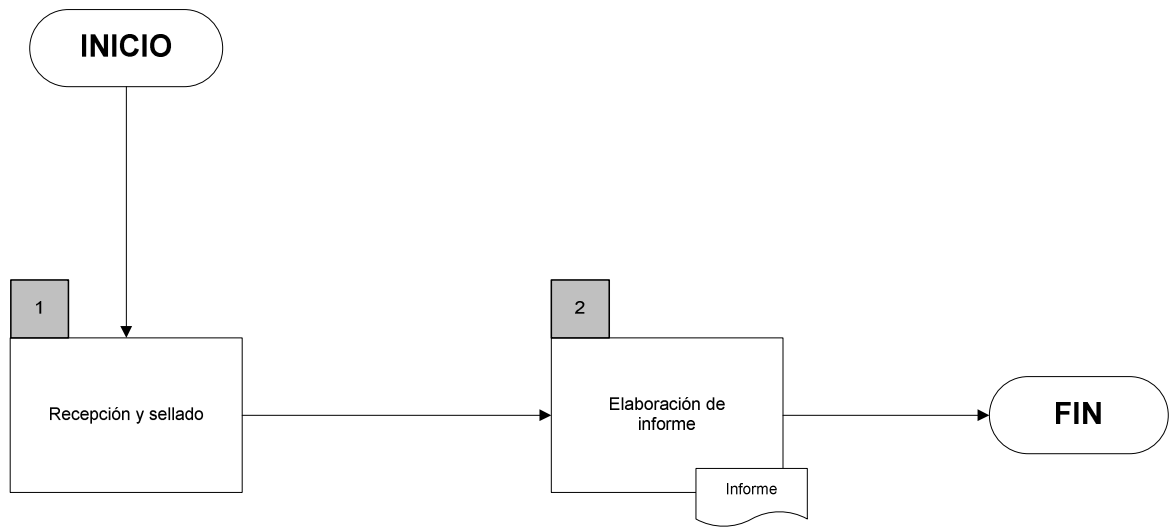 INICIO
1
Recepción y sellado
2
Elaboración de
informe
Informe
FIN